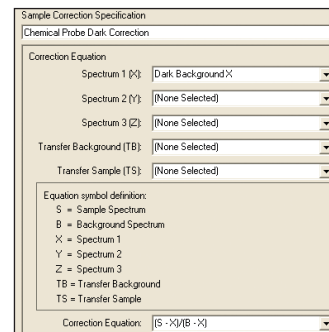 Sample Correction Specification
Chemical Probe Dark Correction
Correction Equation
Spectrum 1 (X): Dark Background X
Spectrum 2 (Y): (None Selected)
Spectrum 3 (Z): (None Selected)
Transfer Background (TB): (None Selected)
Transfer Sample (TS): (None Selected)
Equation symbol definition:
S = Sample Spectrum
B = Background Spectrum
X = Spectrum 1
Y = Spectrum 2
Z = Spectrum 3
TB = Transfer Background
TS = Transfer Sample
Correction Equation: (S - X)/(B - X)